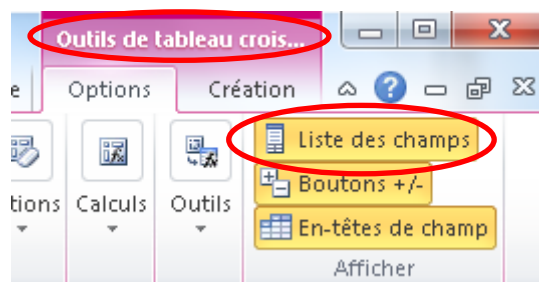 Outils de tableau crois...
e Options Création
Liste des champs
Boutons +/-
tions Calculs Outils
En-têtes de champ
Afficher